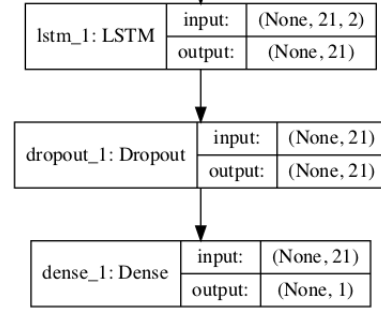 lstm_1: LSTM
input: (None, 21, 2)
output: (None, 21)
dropout_1: Dropout
input: (None, 21)
output: (None, 21)
dense_1: Dense
input: (None, 21)
output: (None, 1)